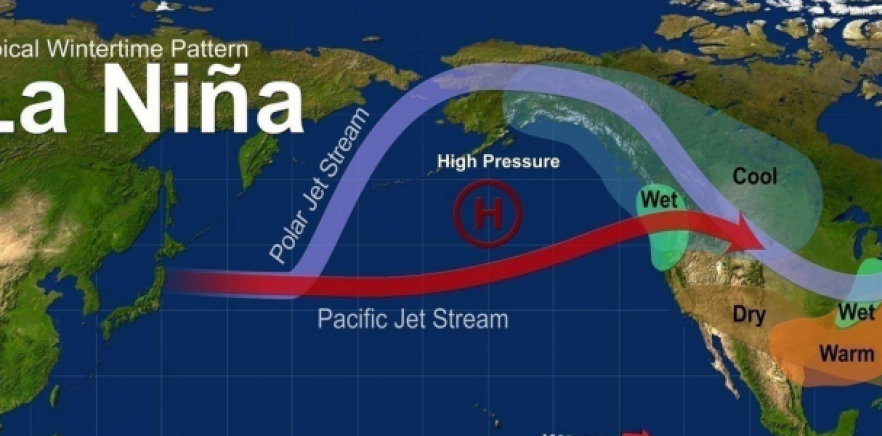 pical Wintertime Pattern
La Niña
Polar Jet Stream
High Pressure
H
Cool
Wet
Pacific Jet Stream
Dry
Wet
Warm